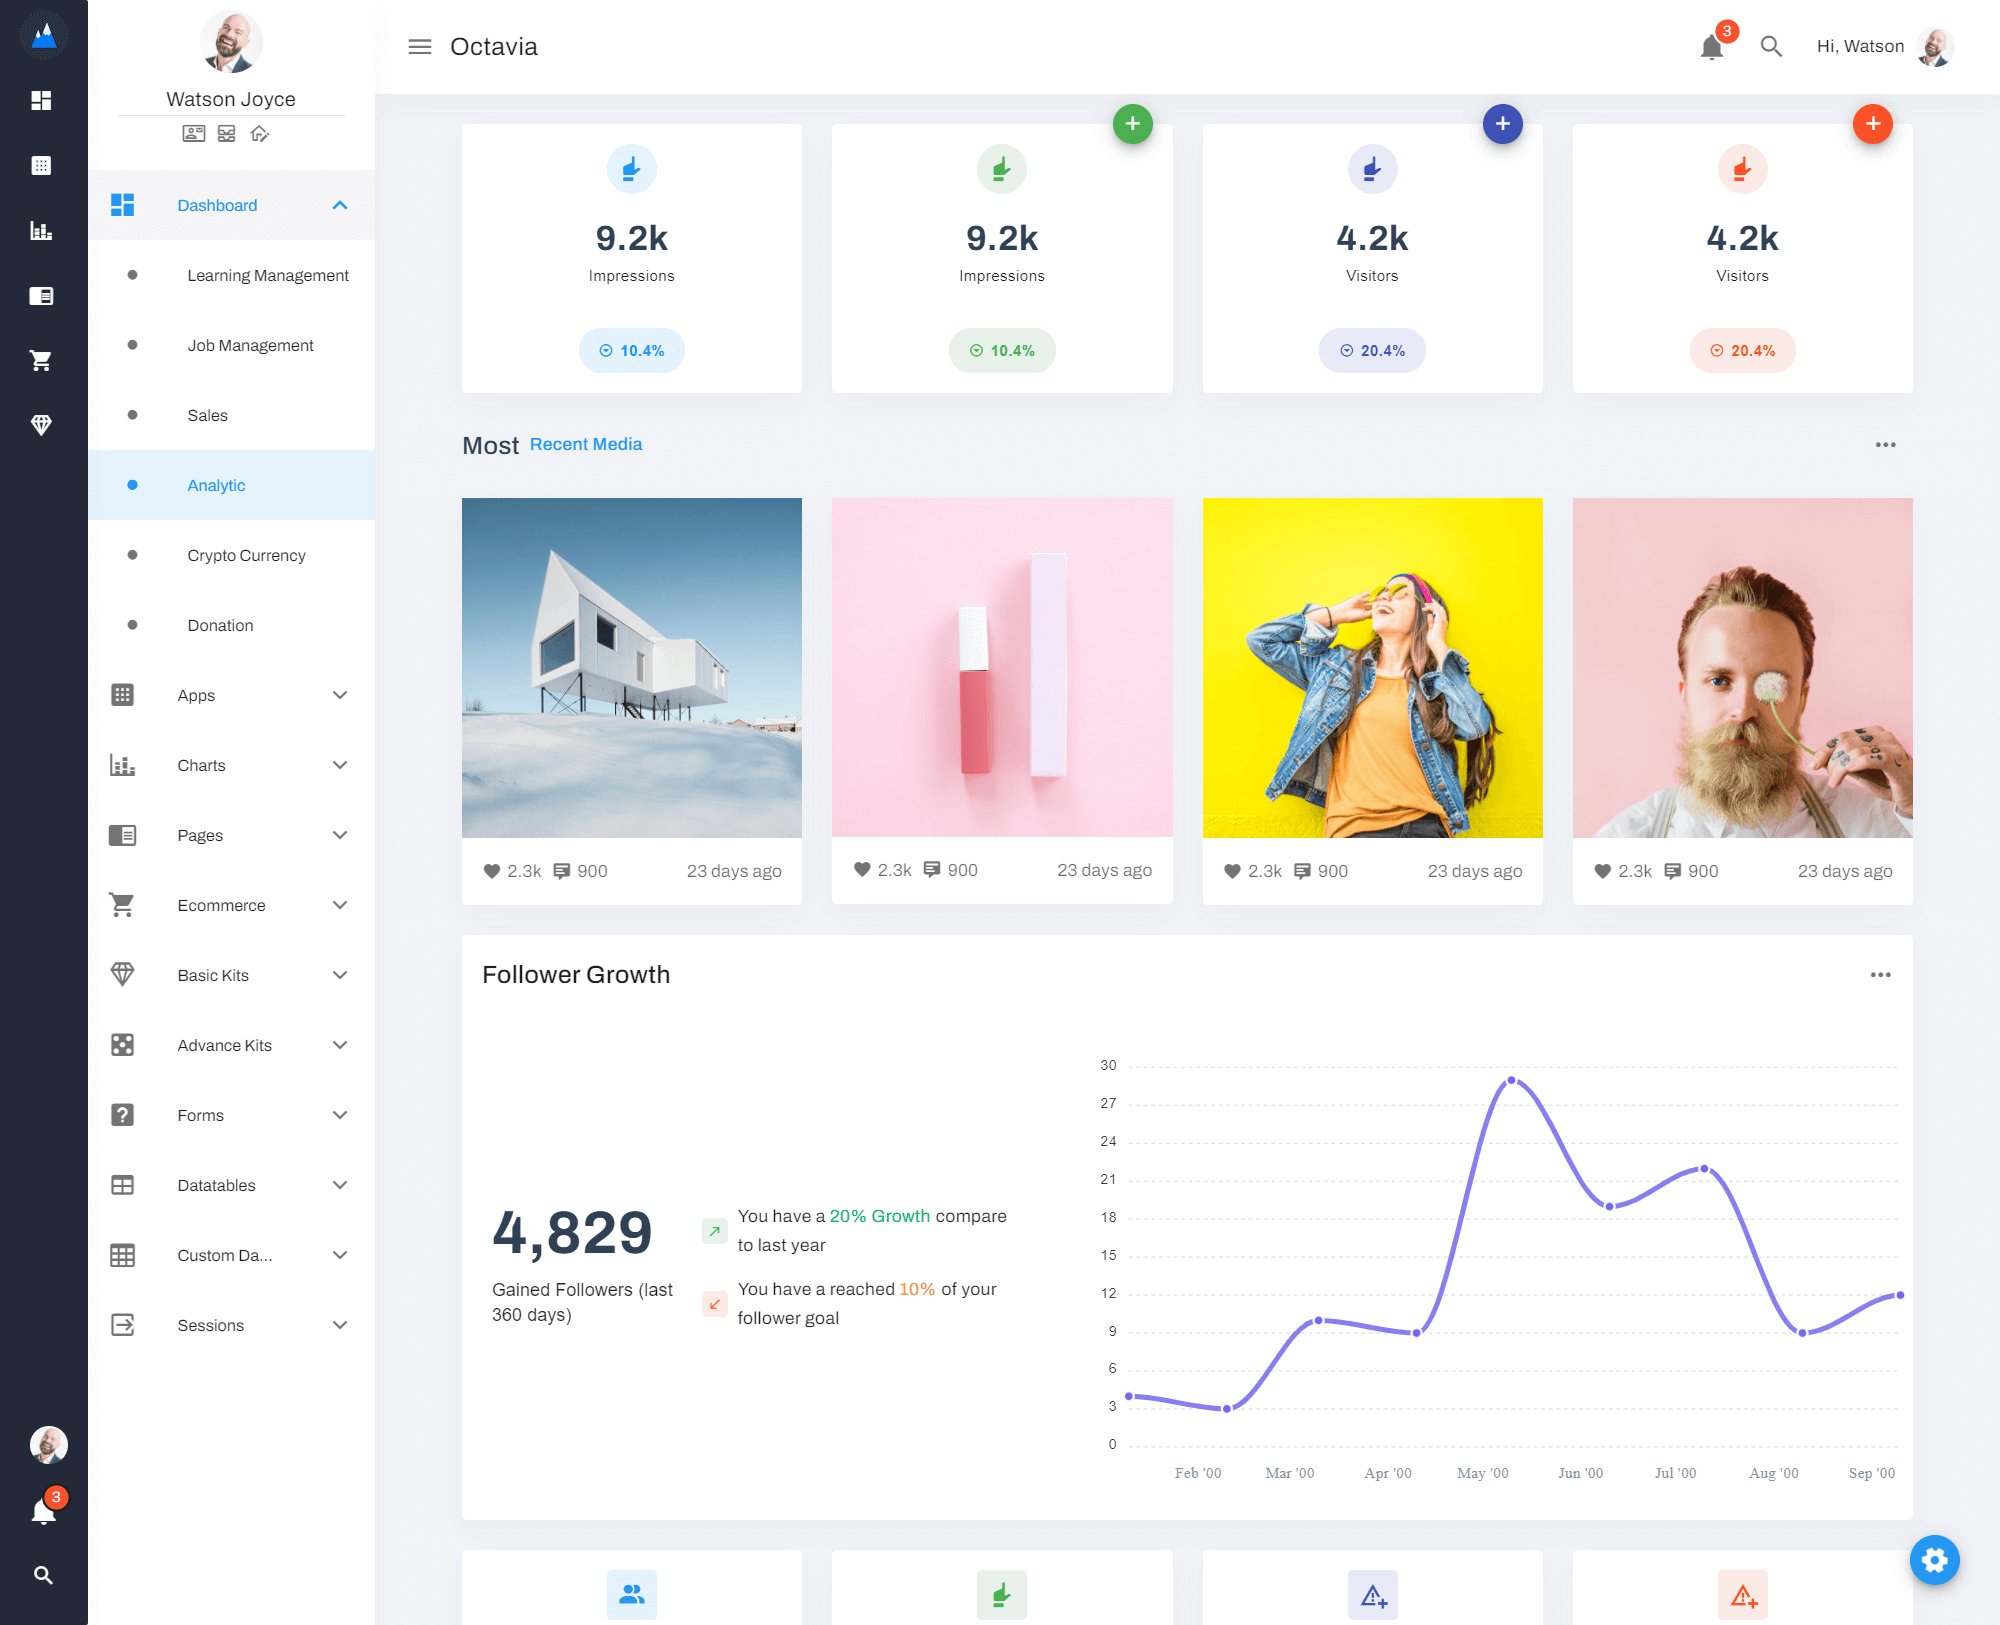 Octavia
3
Hi, Watson
Watson Joyce
Dashboard
Learning Management
Job Management
Sales
Analytic
Crypto Currency
Donation
Apps
Charts
Pages
Ecommerce
Basic Kits
Advance Kits
Forms
Datatables
Custom Da...
Sessions
3
9.2k
Impressions
10.4%
9.2k
Impressions
10.4%
4.2k
Visitors
20.4%
4.2k
Visitors
20.4%
Most Recent Media
2.3k 900 23 days ago
2.3k 900 23 days ago
2.3k 900 23 days ago
2.3k 900 23 days ago
Follower Growth
4,829
Gained Followers (last
360 days)
You have a 20% Growth compare
to last year
You have a reached 10% of your
follower goal
30
27
24
21
18
15
12
9
6
3
0
Feb '00 Mar '00 Apr '00 May '00 Jun '00 Jul '00 Aug '00 Sep '00